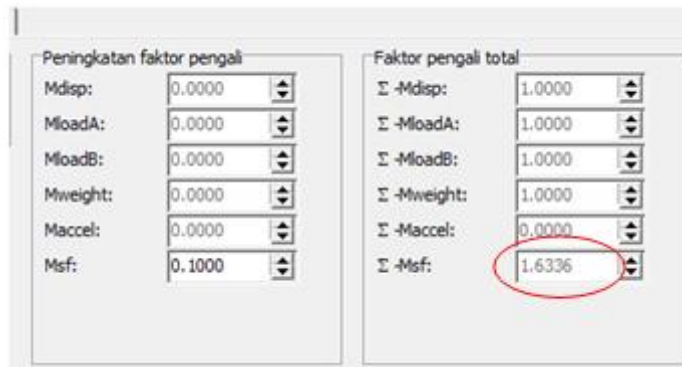 Peningkatan faktor pengali
Mdisp: 0.0000
MloadA: 0.0000
MloadB: 0.0000
Mweight: 0.0000
Maccel: 0.0000
Msf: 0.1000
Faktor pengali total
Σ -Mdisp: 1.0000
Σ -MloadA: 1.0000
Σ -MloadB: 1.0000
Σ -Mweight: 1.0000
Σ -Maccel: 0.0000
Σ -Msf: 1.6336